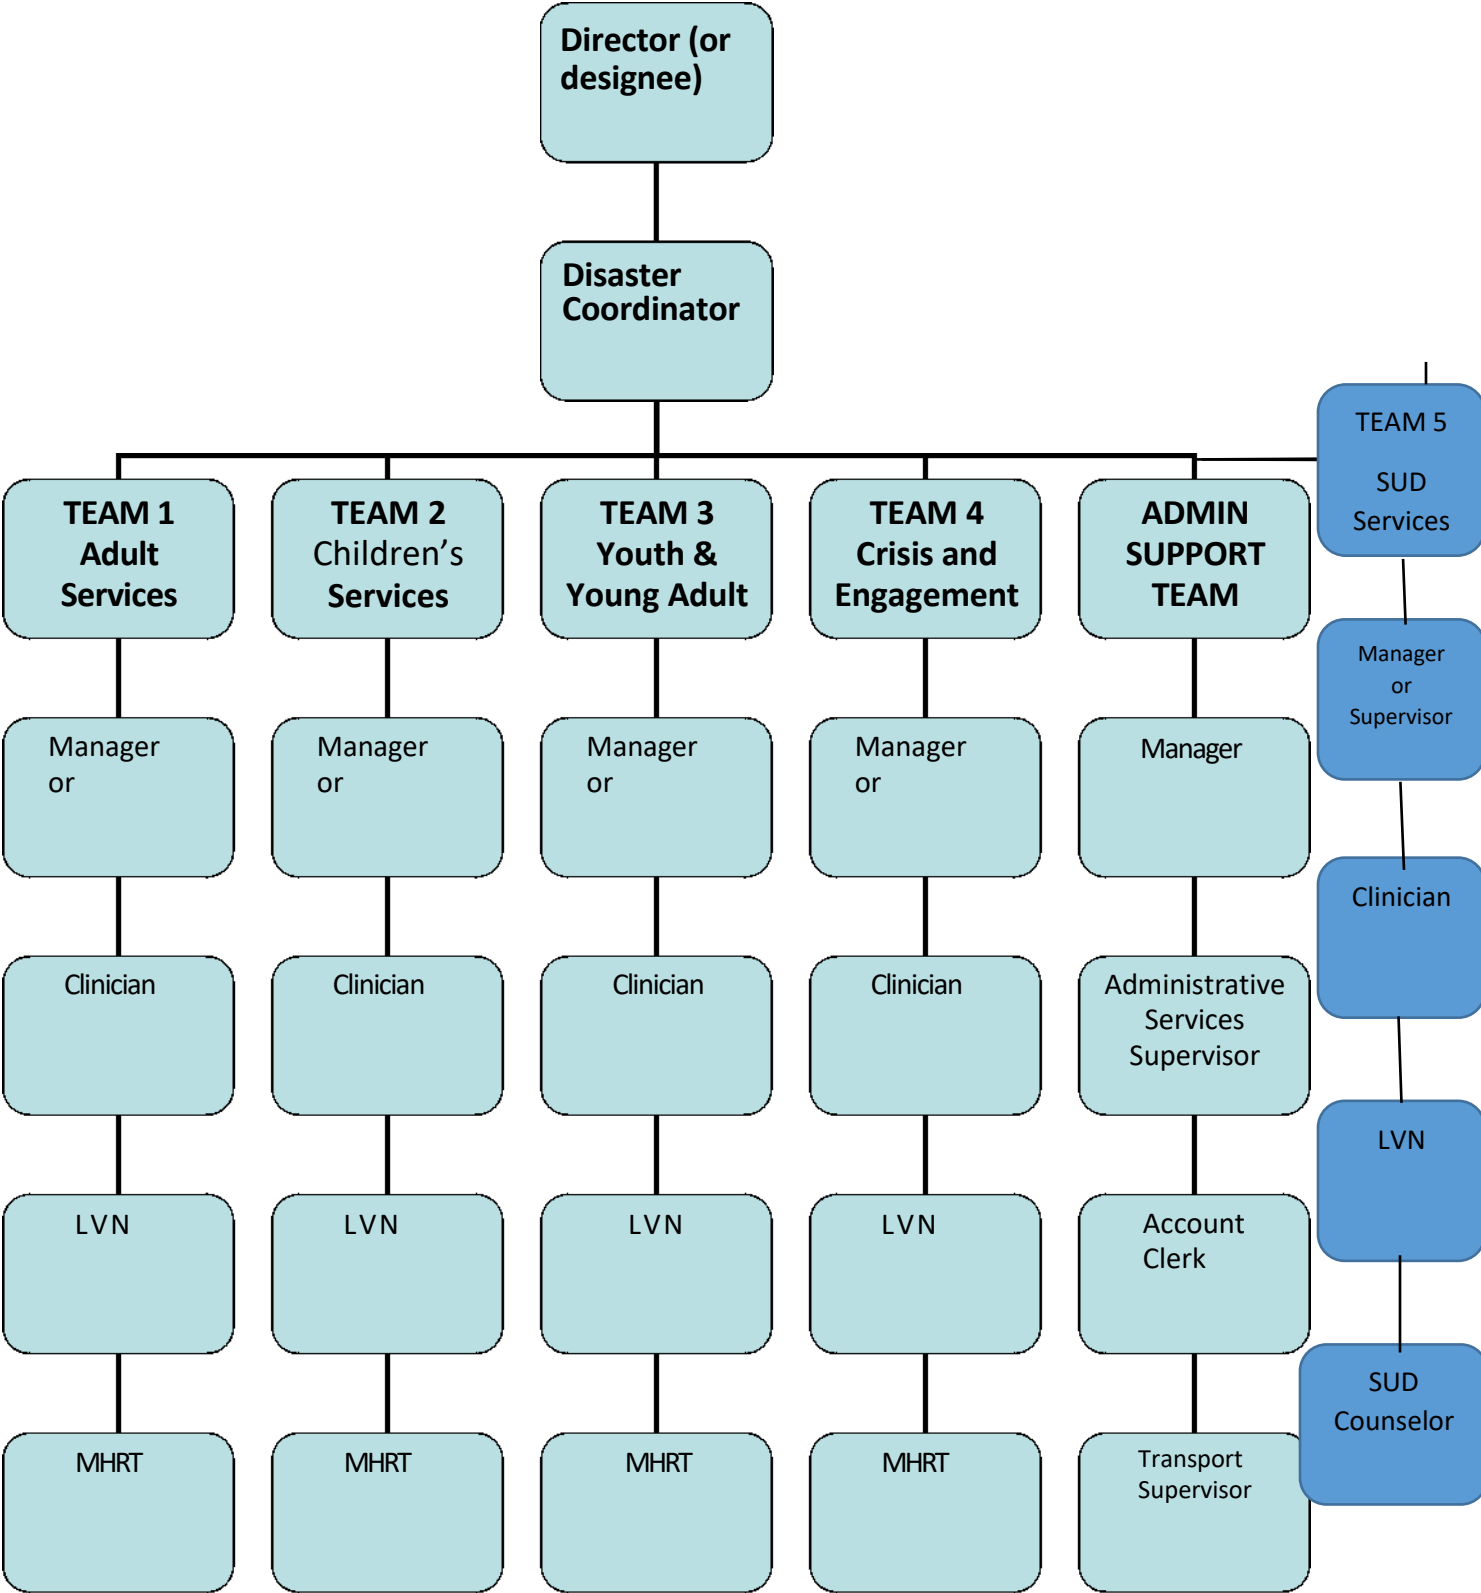 Director (or
designee)
Disaster
Coordinator
TEAM 1
Adult
Services
TEAM 2
Children’s
Services
TEAM 3
Youth &
Young Adult
TEAM 4
Crisis and
Engagement
ADMIN
SUPPORT
TEAM
TEAM 5
SUD
Services
Manager
or
Manager
or
Manager
or
Manager
or
Manager
Manager
or
Supervisor
Clinician
Clinician
Clinician
Clinician
Administrative
Services
Supervisor
Clinician
LVN
LVN
LVN
LVN
Account
Clerk
LVN
MHRT
MHRT
MHRT
MHRT
Transport
Supervisor
SUD
Counselor